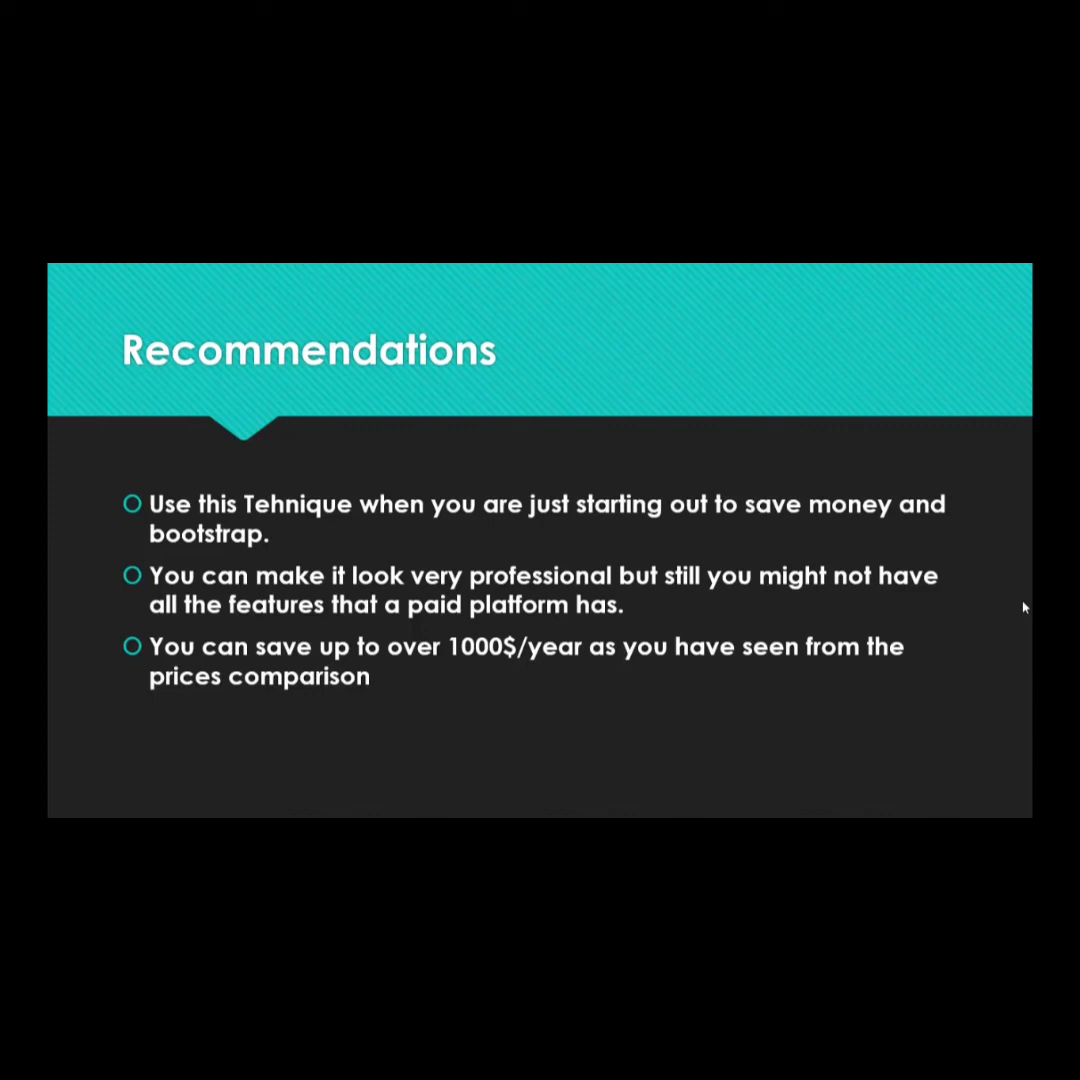 Recommendations
Use this Tehnique when you are just starting out to save money and
bootstrap.
You can make it look very professional but still you might not have
all the features that a paid platform has.
You can save up to over 1000$/year as you have seen from the
prices comparison